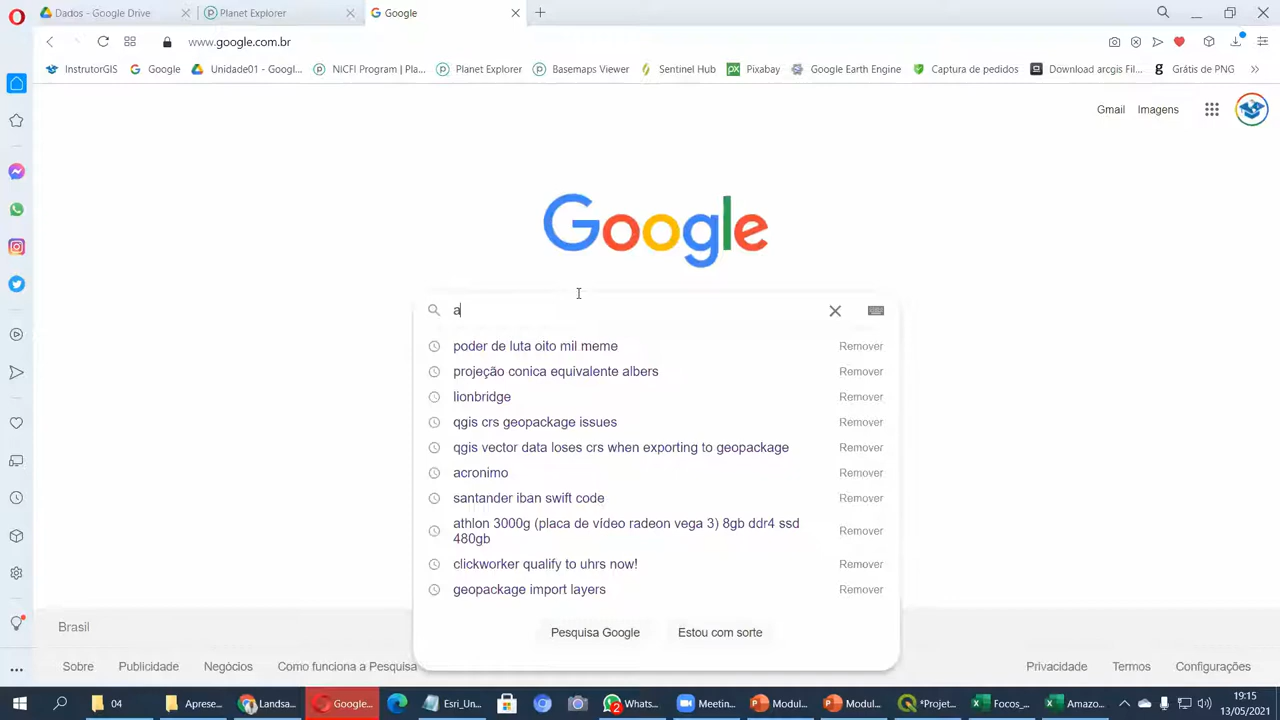 Dados - Google Drive
Planet Explorer
Google
www.google.com.br
InstrutorGIS
Google
Unidade01 - Googl...
NICFI Program | Pla...
Planet Explorer
Basemaps Viewer
Sentinel Hub
Pixabay
Google Earth Engine
Captura de pedidos
Download arcgis Fil...
Grátis de PNG
Gmail
Imagens
Google
a
poder de luta oito mil meme
Remover
projeção conica equivalente albers
Remover
lionbridge
Remover
qgis crs geopackage issues
Remover
qgis vector data loses crs when exporting to geopackage
Remover
acronimo
Remover
santander iban swift code
Remover
athlon 3000g (placa de vídeo radeon vega 3) 8gb ddr4 ssd
480gb
Remover
clickworker qualify to uhrs now!
Remover
geopackage import layers
Remover
Pesquisa Google
Estou com sorte
Brasil
Sobre
Publicidade
Negócios
Como funciona a Pesquisa
Privacidade
Termos
Configurações
04
Aprese...
Landsa...
Google...
Esri_Un...
2
Whats...
Meetin...
Modul...
Modul...
*Projet...
Focos_...
Amazo...
19:15
13/05/2021